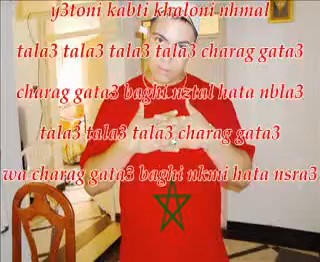 y3toni kabti khaloni nhmal
tala3 tala3 tala3 tala3 charag gata3
charag gata3 baghi nztal hata nbla3
tala3 tala3 tala3 charag gata3
wa charag gata3 baghi nkmi hata nsra3